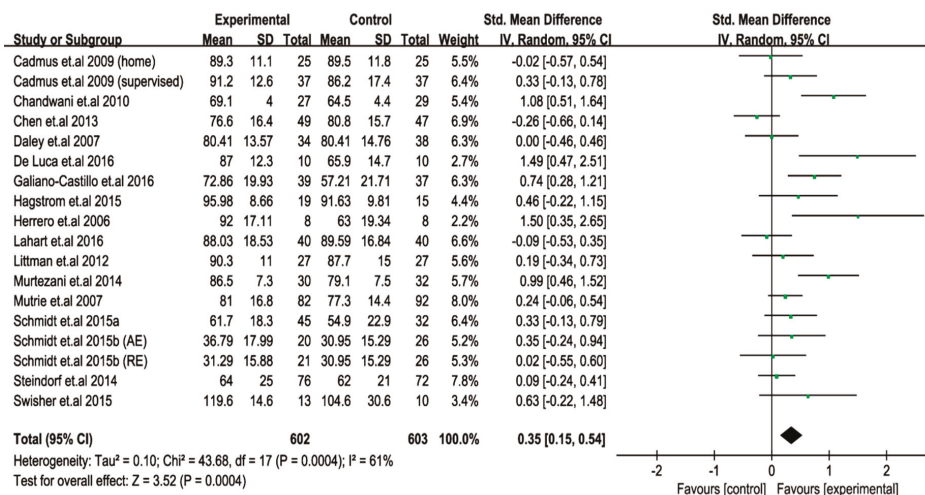 Experimental Control Std. Mean Difference Std. Mean Difference
Study or Subgroup Mean SD Total Mean SD Total Weight IV, Random, 95% CI IV, Random, 95% CI
Cadmus et.al 2009 (home) 89.3 11.1 25 89.5 11.8 25 5.5% -0.02 [-0.57, 0.54]
Cadmus et.al 2009 (supervised) 91.2 12.6 37 86.2 17.4 37 6.6% 0.33 [-0.13, 0.78]
Chandwani et.al 2010 69.1 4 27 64.5 4.4 29 5.4% 1.08 [0.51, 1.64]
Chen et.al 2013 76.6 16.4 49 80.8 15.7 47 7.1% -0.26 [-0.66, 0.14]
Daley et.al 2007 80.41 13.57 34 80.41 14.76 38 6.5% 0.00 [-0.46, 0.46]
De Luca et.al 2016 87 12.3 10 65.9 14.7 10 2.7% 1.49 [0.47, 2.51]
Galiano-Castillo et.al 2016 72.86 19.93 39 57.21 21.71 37 6.5% 0.74 [0.28, 1.21]
Hagstrom et.al 2015 95.98 8.66 19 91.63 9.81 15 4.4% 0.46 [-0.22, 1.15]
Herrero et.al 2006 92 17.11 8 63 19.34 8 2.2% 1.50 [0.35, 2.65]
Lahart et.al 2016 88.03 18.53 40 89.59 16.84 40 6.7% -0.09 [-0.53, 0.35]
Littman et.al 2012 90.3 11 27 87.7 15 27 5.7% 0.19 [-0.34, 0.73]
Murtezani et.al 2014 86.5 7.3 30 79.1 7.5 32 5.7% 0.99 [0.46, 1.52]
Mutrie et.al 2007 81 16.8 82 77.3 14.4 92 8.2% 0.24 [-0.06, 0.54]
Schmidt et.al 2015a 61.7 18.3 45 54.9 22.9 32 6.6% 0.33 [-0.13, 0.79]
Schmidt et.al 2015b (AE) 36.79 17.99 20 30.95 15.29 26 5.2% 0.35 [-0.24, 0.94]
Schmidt et.al 2015b (RE) 31.29 15.88 21 30.95 15.29 26 5.3% 0.02 [-0.55, 0.60]
Steindorf et.al 2014 64 25 76 62 21 72 7.8% 0.09 [-0.24, 0.41]
Swisher et.al 2015 119.6 14.6 13 104.6 30.6 10 3.4% 0.63 [-0.22, 1.48]
Total (95% CI) 602 603 100.0% 0.35 [0.15, 0.54]
Heterogeneity: Tau² = 0.10; Chi² = 43.68, df = 17 (P = 0.0004); I² = 61%
Test for overall effect: Z = 3.52 (P = 0.0004)
-2 -1 0 1 2
Favours [control] Favours [experimental]